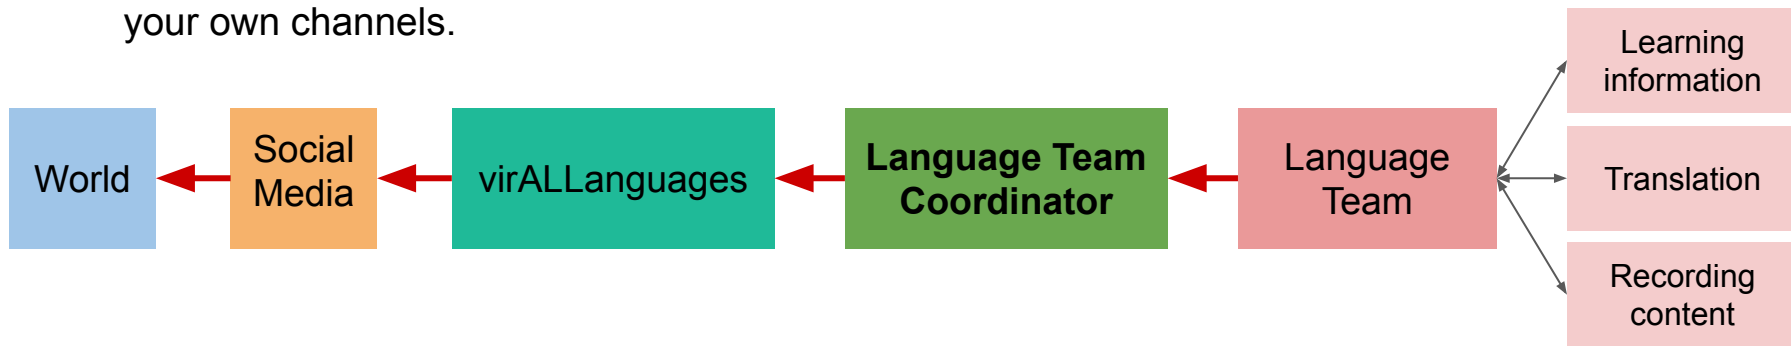 your own channels.
World
Social
Media
virALLanguages
Language Team
Coordinator
Language
Team
Learning
information
Translation
Recording
content